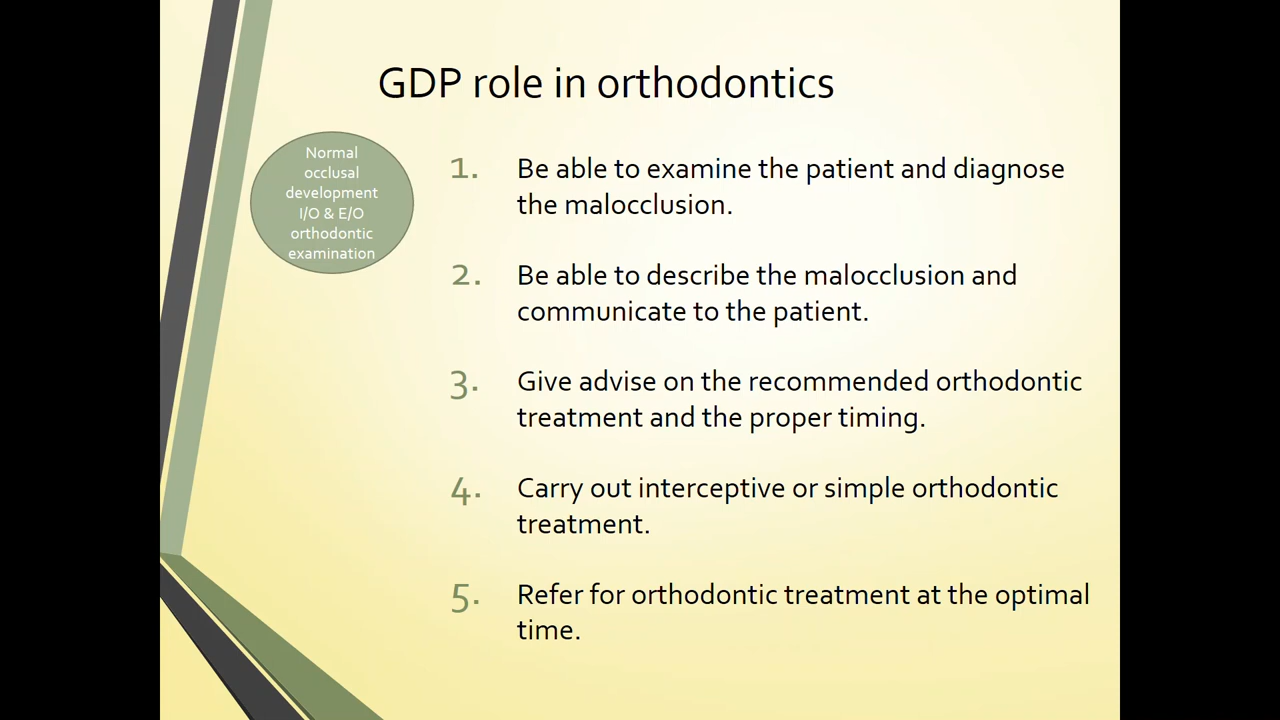 GDP role in orthodontics
Normal
occlusal
development
I/O & E/O
orthodontic
examination
1. Be able to examine the patient and diagnose
the malocclusion.
2. Be able to describe the malocclusion and
communicate to the patient.
3. Give advise on the recommended orthodontic
treatment and the proper timing.
4. Carry out interceptive or simple orthodontic
treatment.
5. Refer for orthodontic treatment at the optimal
time.